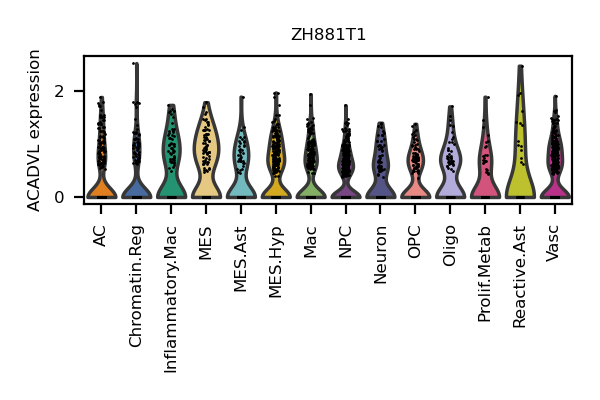 ZH881T1
ACADVL expression
2
0
AC
Chromatin.Reg
Inflammatory.Mac
MES
MES.Ast
MES.Hyp
Mac
NPC
Neuron
OPC
Oligo
Prolif.Metab
Reactive.Ast
Vasc